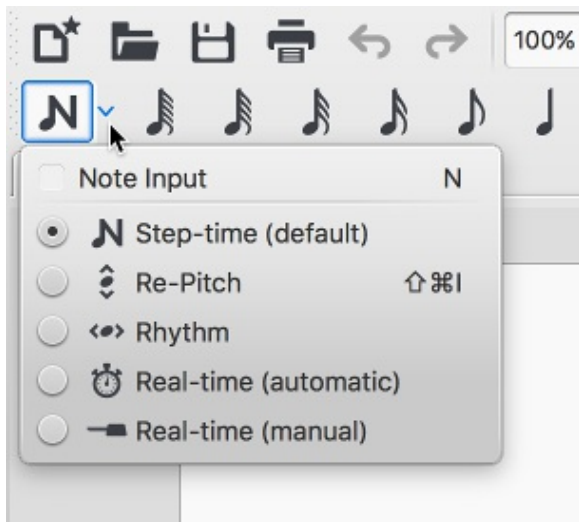 100%
N
Note Input N
N Step-time (default)
Re-Pitch ⇧⌘I
Rhythm
Real-time (automatic)
Real-time (manual)